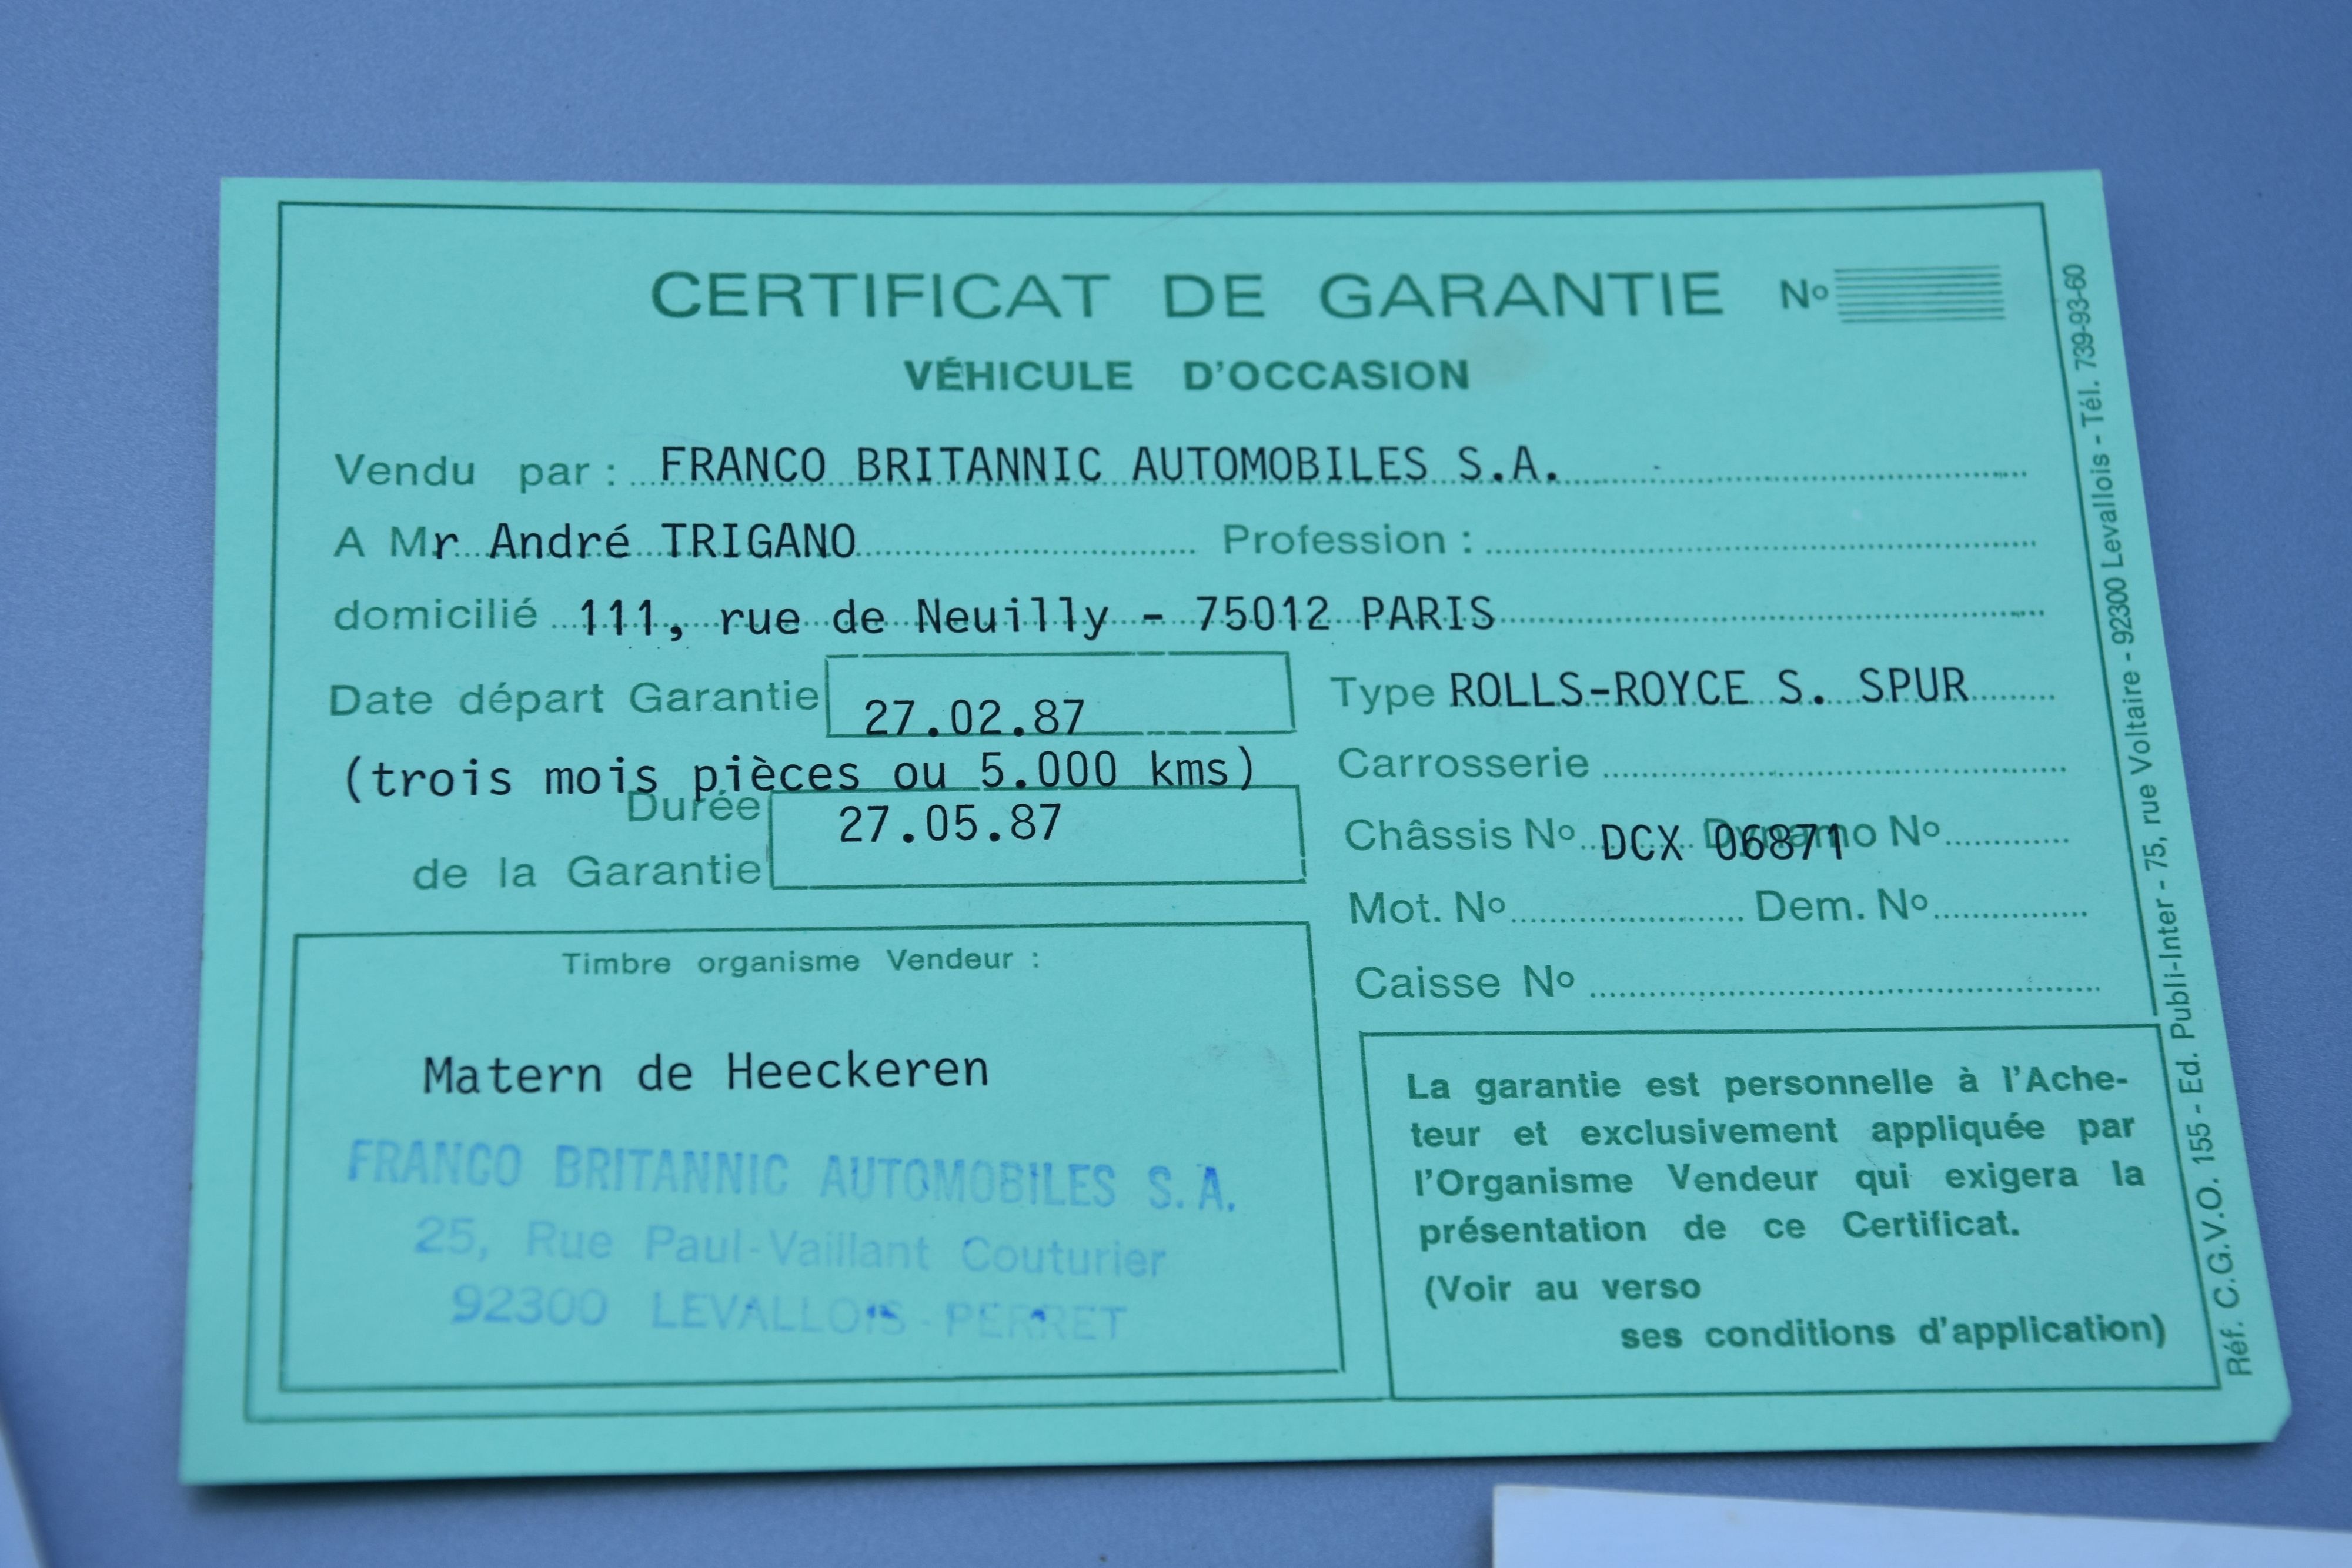 CERTIFICAT DE GARANTIE No
VÉHICULE D'OCCASION
Vendu par : FRANCO BRITANNIC AUTOMOBILES S.A.
A Mr André TRIGANO Profession :
domicilié 111, rue de Neuilly - 75012 PARIS
Date départ Garantie 27.02.87
(trois mois pièces ou 5.000 kms)
Durée 27.05.87
de la Garantie
Type ROLLS-ROYCE S. SPUR
Carrosserie
Châssis No DCX 06871 Dynamo No
Mot. No Dem. No
Caisse No
Timbre organisme Vendeur :
Matern de Heeckeren
FRANCO BRITANNIC AUTOMOBILES S.A.
25, Rue Paul-Vaillant Couturier
92300 LEVALLOIS-PERRET
La garantie est personnelle à l'Ache-
teur et exclusivement appliquée par
l'Organisme Vendeur qui exigera la
présentation de ce Certificat.
(Voir au verso
ses conditions d'application)
Réf. C.G.V.O. 155 - Ed. Publi-Inter - 75, rue Voltaire - 92300 Levallois - Tél. 739-93-60